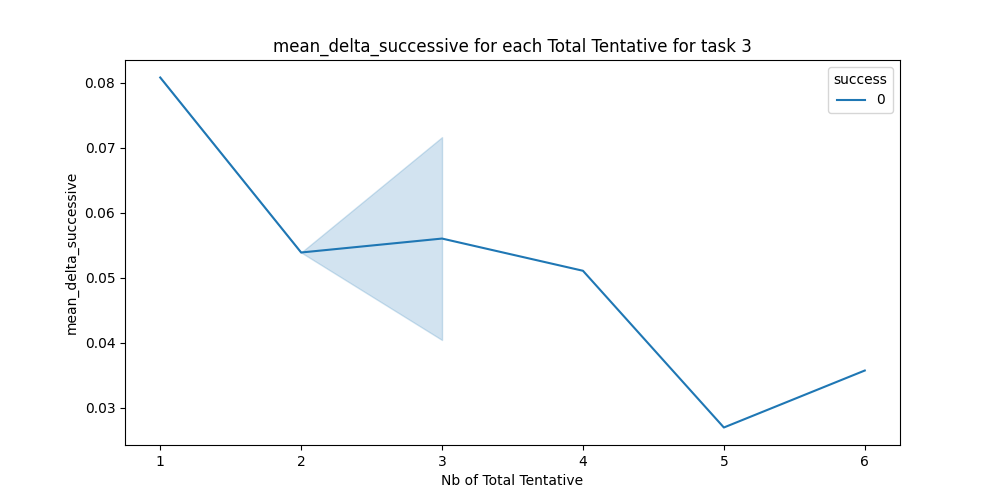 mean_delta_successive for each Total Tentative for task 3
success
0
mean_delta_successive
0.08
0.07
0.06
0.05
0.04
0.03
1 2 3 4 5 6
Nb of Total Tentative